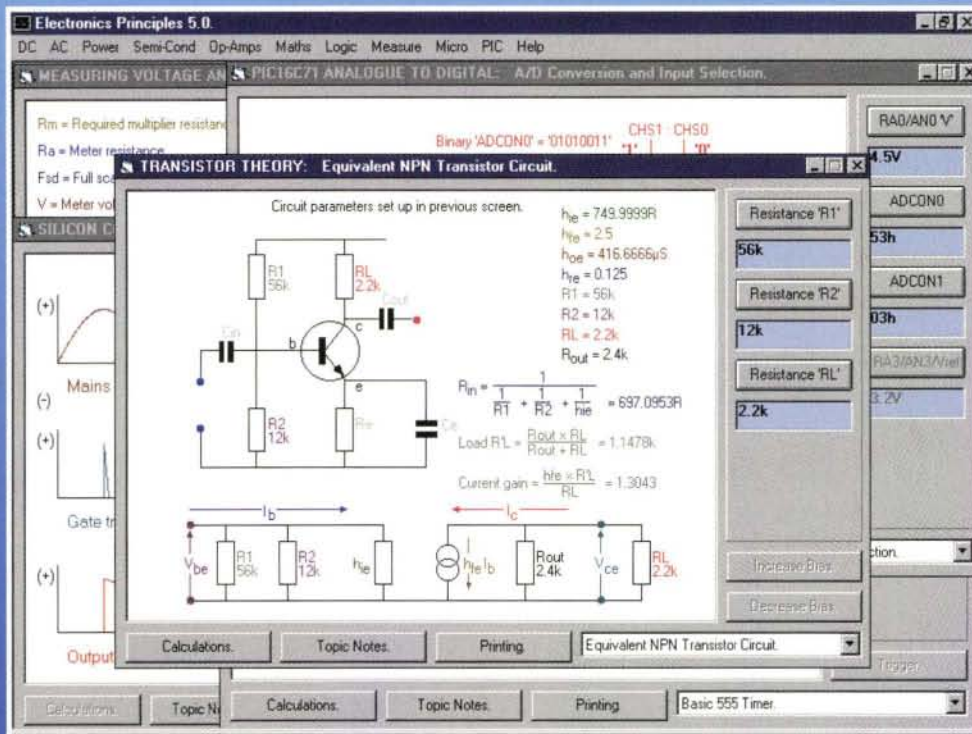 Electronics Principles 5.0.
DC AC Power Semi-Cond Op-Amps Maths Logic Measure Micro PIC Help
MEASURING VOLTAGE AN
PIC16C71 ANALOGUE TO DIGITAL: A/D Conversion and Input Selection.
Rm = Required multiplier resistanc
Ra = Meter resistance
Fsd = Full sca
V = Meter vol
Binary 'ADCON0' = '01010011'
CHS1 CHS0
'1' '0'
RA0/AN0 'V'
4.5V
ADCON0
53h
ADCON1
03h
RA3/AN3/Vref
3.2V
SILICON C
(+)
Mains
(-)
(+)
Gate tr
(+)
Output
TRANSISTOR THEORY: Equivalent NPN Transistor Circuit.
Circuit parameters set up in previous screen.
R1
56k
RL
2.2k
Cout
Cin
b
c
e
R2
12k
Re
Ce
hie = 749.9999R
hfe = 2.5
hoe = 416.6666µS
hre = 0.125
R1 = 56k
R2 = 12k
RL = 2.2k
Rout = 2.4k
Rin = 1 / (1/R1 + 1/R2 + 1/hie) = 697.0953R
Load R'L = Rout x RL / Rout + RL = 1.1478k
Current gain = hfe x R'L / RL = 1.3043
Ib
Ic
Vbe
R1
56k
R2
12k
hie
hfe Ib
Rout
2.4k
Vce
RL
2.2k
Resistance 'R1'
56k
Resistance 'R2'
12k
Resistance 'RL'
2.2k
Increase Bias
Decrease Bias
Calculations. Topic Notes. Printing. Equivalent NPN Transistor Circuit.
ction.
Trigger.
Calculations. Topic No
Calculations. Topic Notes. Printing. Basic 555 Timer.